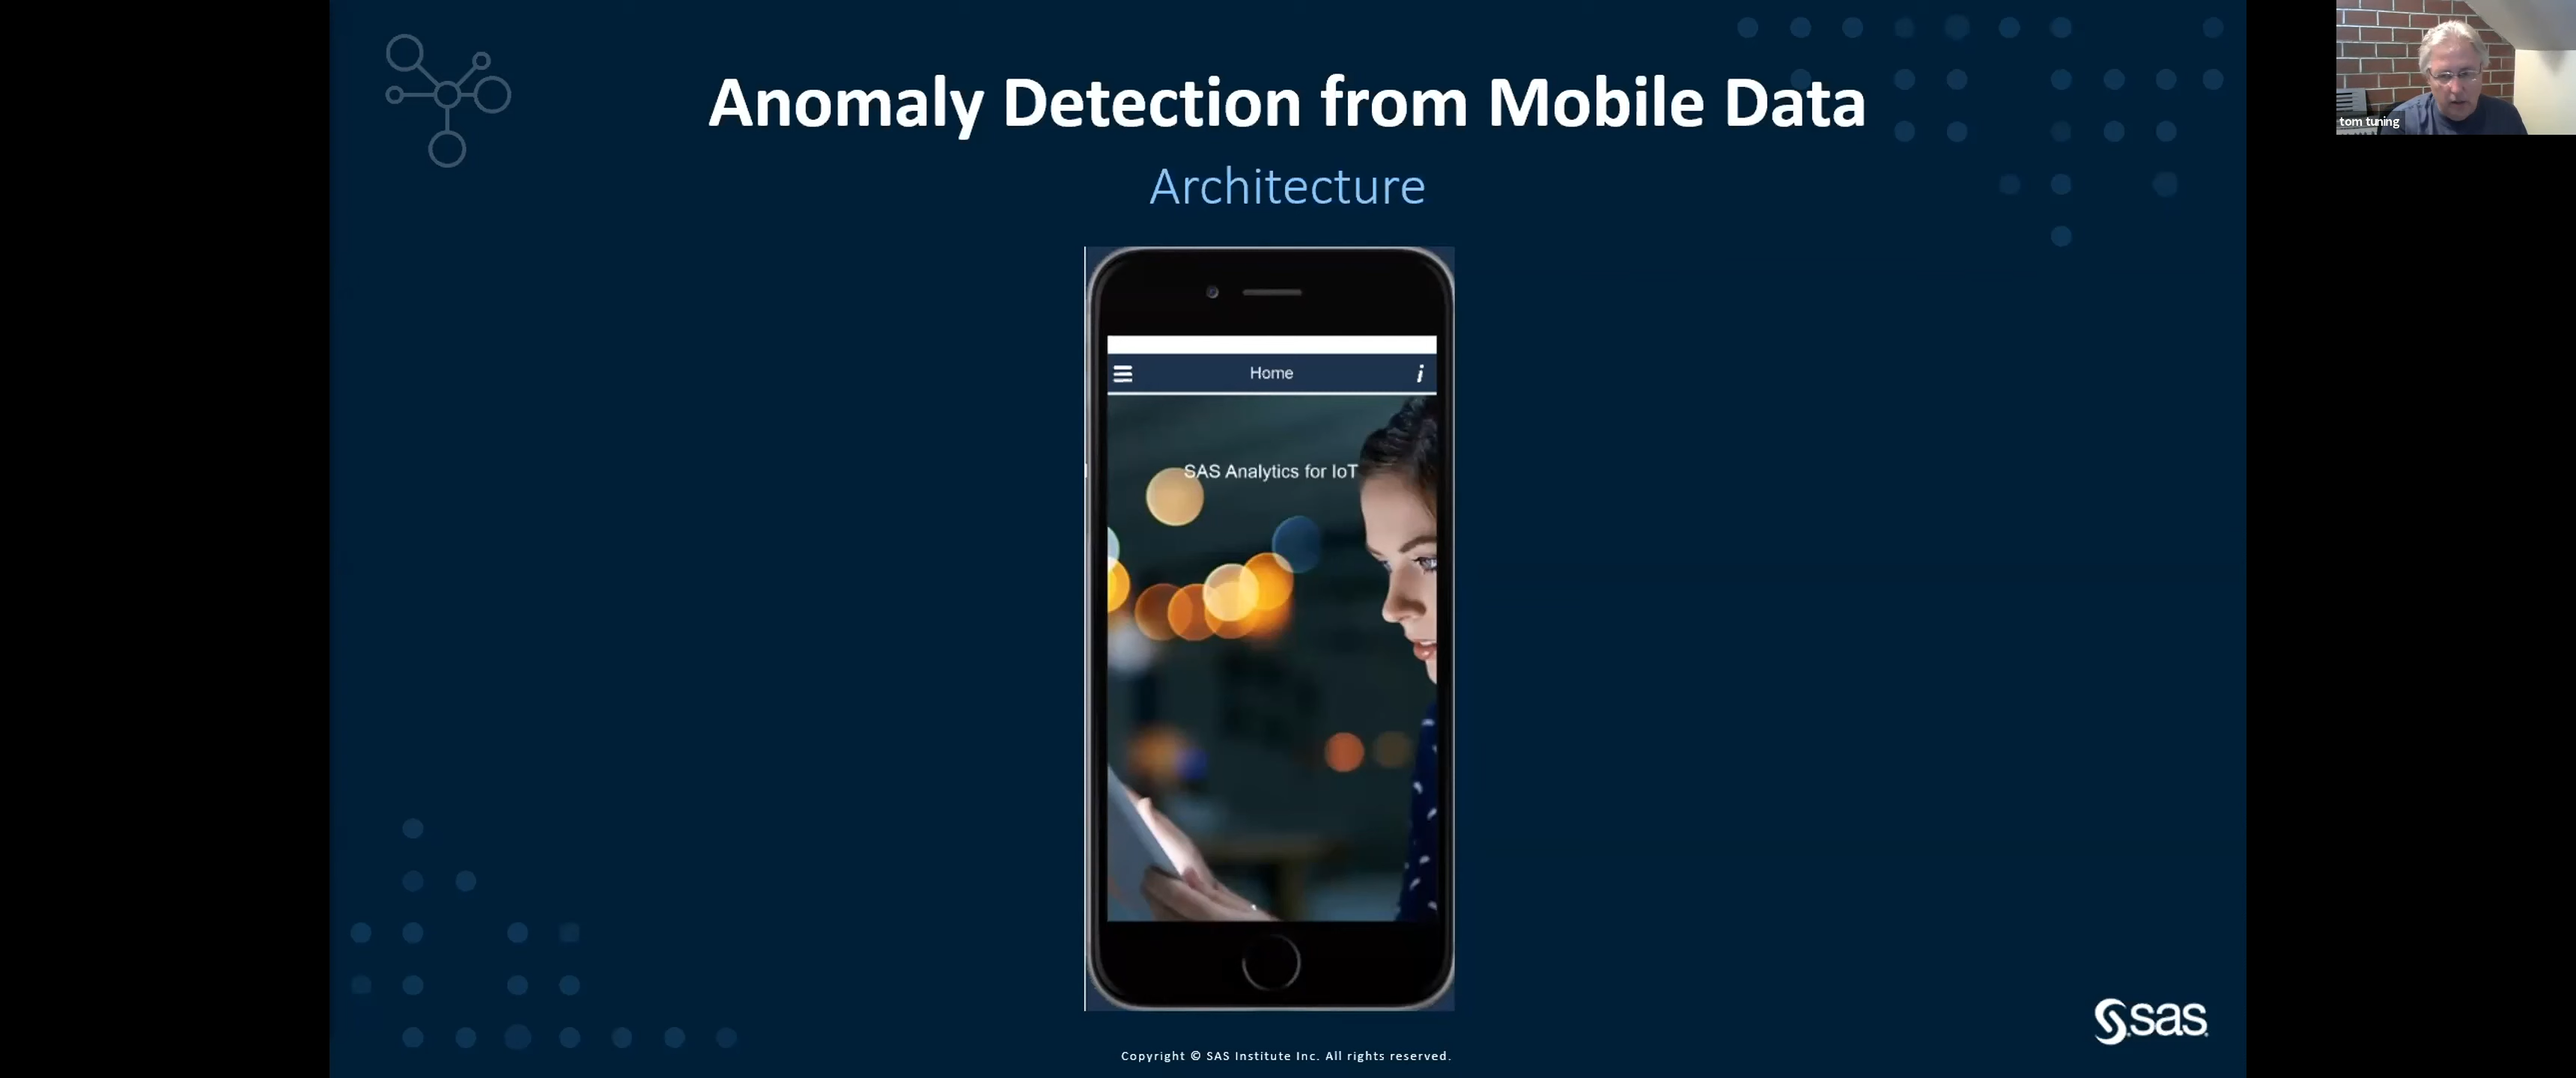 Anomaly Detection from Mobile Data
tom tuning
Architecture
Home
i
SAS Analytics for IoT
sas
Copyright © SAS Institute Inc. All rights reserved.